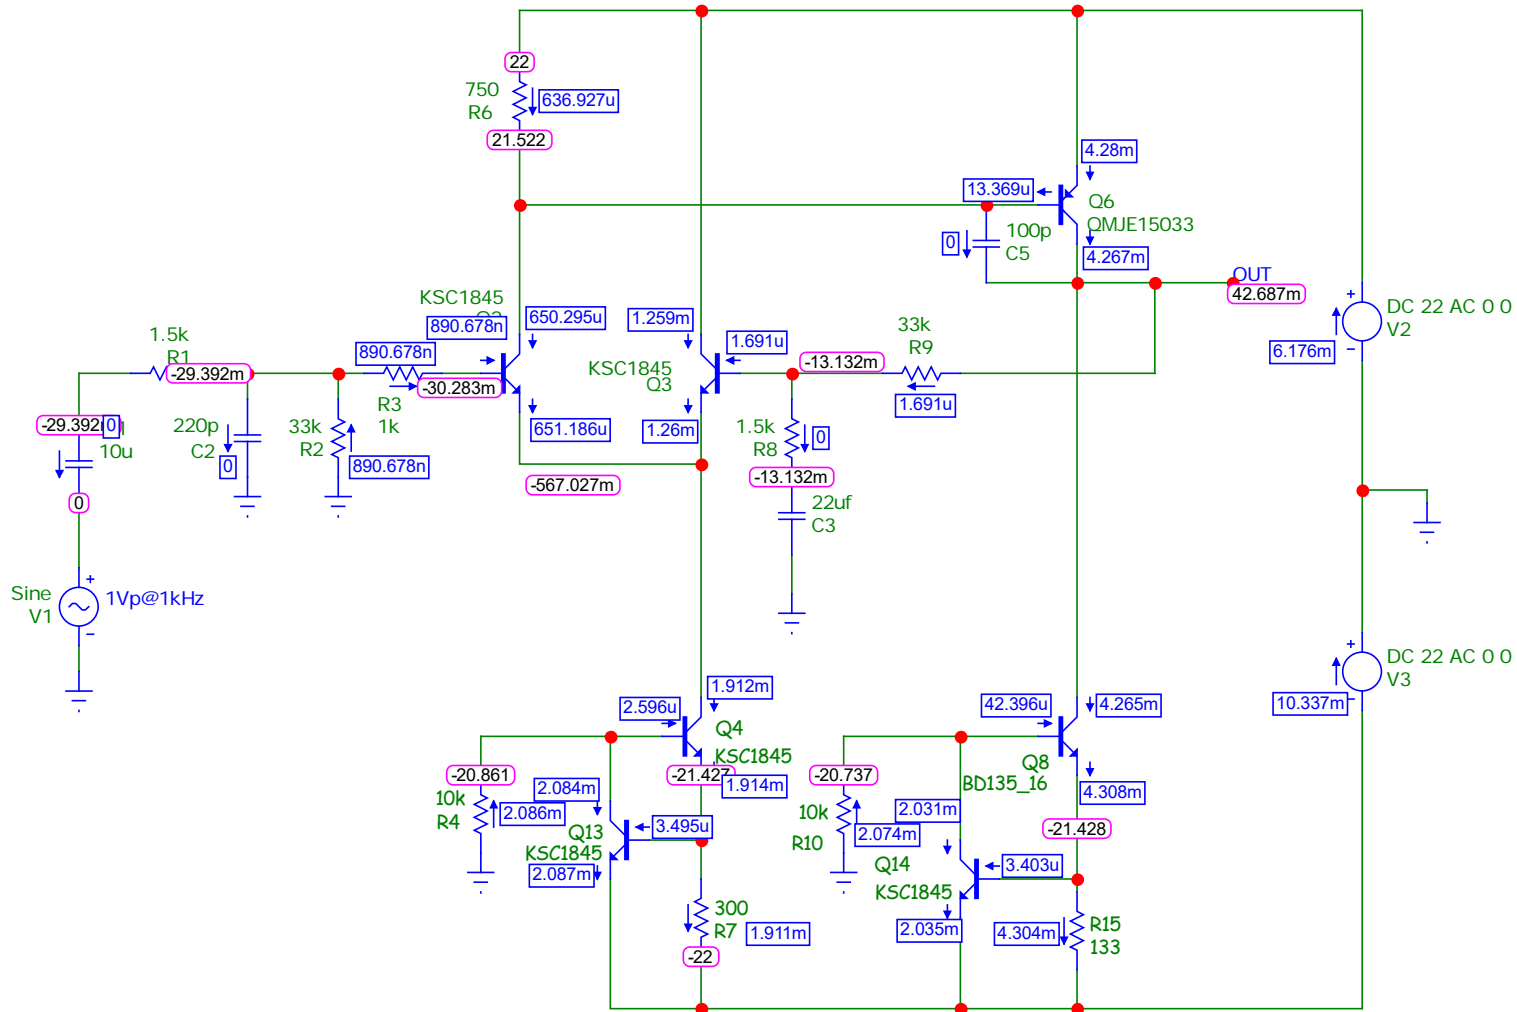 22
750
R6
636.927u
21.522
4.28m
13.369u
Q6
QMJE15033
100p
C5
0
4.267m
OUT
42.687m
+
DC 22 AC 0 0
V2
6.176m
−
KSC1845
890.678n
650.295u
1.259m
1.691u
33k
R9
-13.132m
1.691u
1.5k
R1
-29.392m
890.678n
-30.283m
R3
1k
KSC1845
Q3
651.186u
1.26m
-29.392
0
10u
220p
C2
0
33k
R2
890.678n
1.5k
R8
0
-567.027m
-13.132m
22uf
C3
0
Sine
V1
+
1Vp@1kHz
−
+
DC 22 AC 0 0
V3
10.337m
−
1.912m
2.596u
Q4
KSC1845
42.396u
4.265m
Q8
BD135_16
-20.861
-21.427
1.914m
-20.737
4.308m
10k
R4
2.086m
2.084m
Q13
KSC1845
3.495u
2.087m
10k
R10
2.074m
2.031m
-21.428
Q14
KSC1845
3.403u
2.035m
300
R7
1.911m
-22
4.304m
R15
133